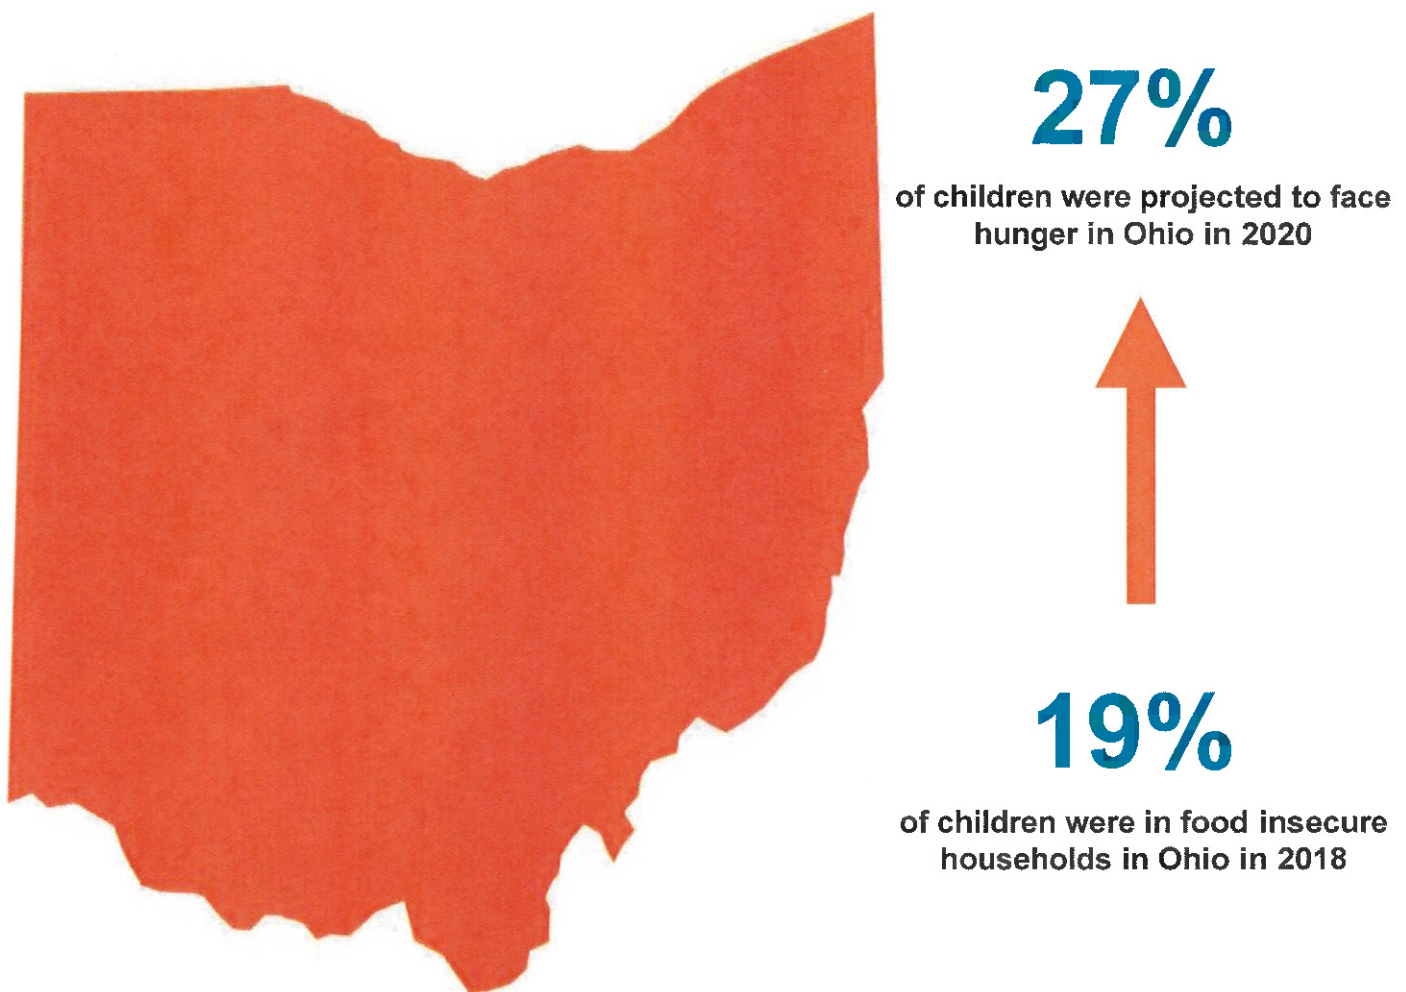 27%
of children were projected to face
hunger in Ohio in 2020
19%
of children were in food insecure
households in Ohio in 2018